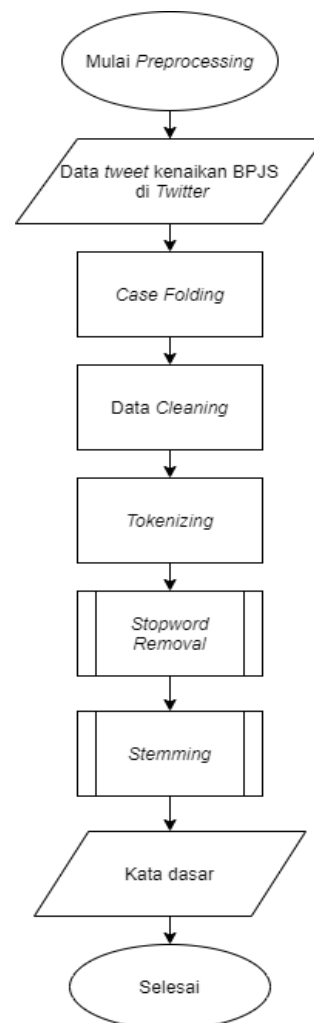 Mulai Preprocessing
Data tweet kenaikan BPJS
di Twitter
Case Folding
Data Cleaning
Tokenizing
Stopword
Removal
Stemming
Kata dasar
Selesai